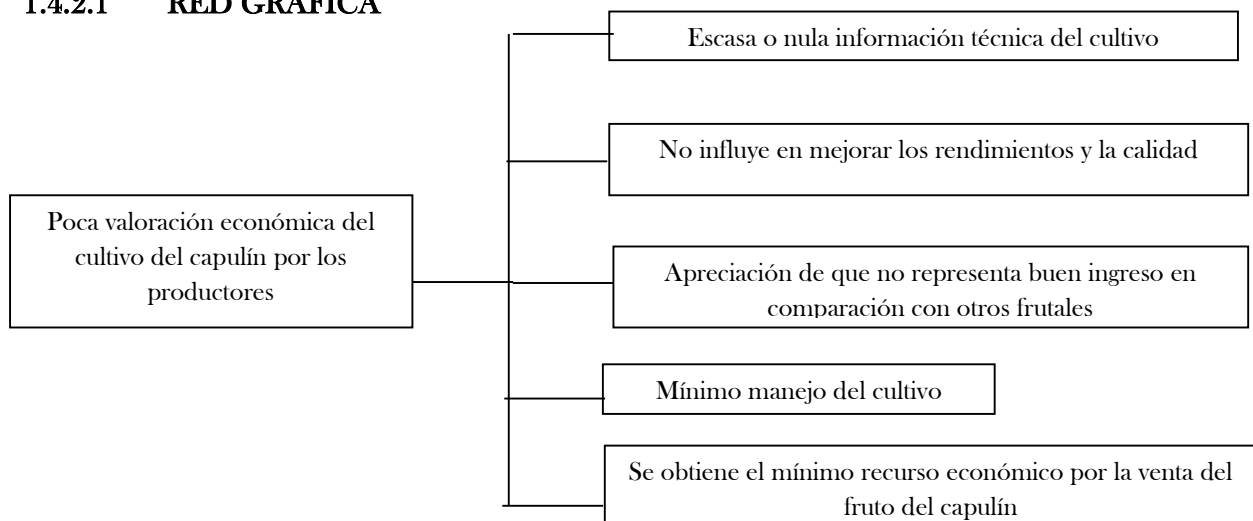 1.4.2.1 RED GRAFICA
Escasa o nula información técnica del cultivo
No influye en mejorar los rendimientos y la calidad
Poca valoración económica del
cultivo del capulín por los
productores
Apreciación de que no representa buen ingreso en
comparación con otros frutales
Mínimo manejo del cultivo
Se obtiene el mínimo recurso económico por la venta del
fruto del capulín